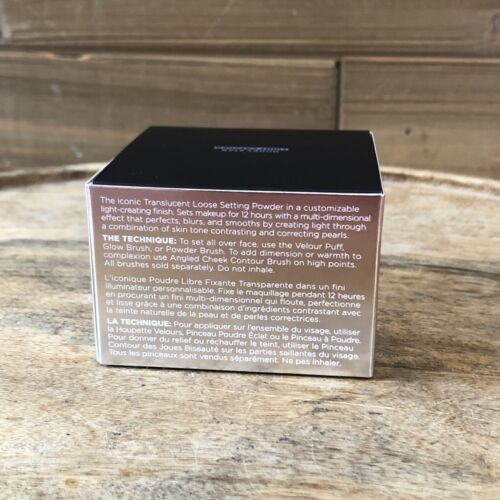 The iconic Translucent Loose Setting Powder in a customizable
light-creating finish. Sets makeup for 12 hours with a multi-dimensional
effect that perfects, blurs, and smooths by creating light through
a combination of skin tone contrasting and correcting pearls.
THE TECHNIQUE: To set all over face, use the Velour Puff,
Glow Brush, or Powder Brush. To add dimension or warmth to
complexion use Angled Cheek Contour Brush on high points.
All brushes sold separately. Do not inhale.
L'iconique Poudre Libre Fixante Transparente dans un fini
illuminateur personnalisable. Fixe le maquillage pendant 12 heures
en procurant un fini multi-dimensionnel qui floute, perfectionne
et lisse grâce à une combinaison d'ingrédients contrastant avec
la teinte naturelle de la peau et de perles correctrices.
LA TECHNIQUE: Pour appliquer sur l'ensemble du visage, utiliser
la Houpette Velours, Pinceau Poudre Éclat ou le Pinceau à Poudre.
Pour donner du relief ou réchauffer le teint, utiliser le Pinceau
Contour des Joues Biseauté sur les parties saillantes du visage.
Tous les pinceaux sont vendus séparément. Ne pas inhaler.